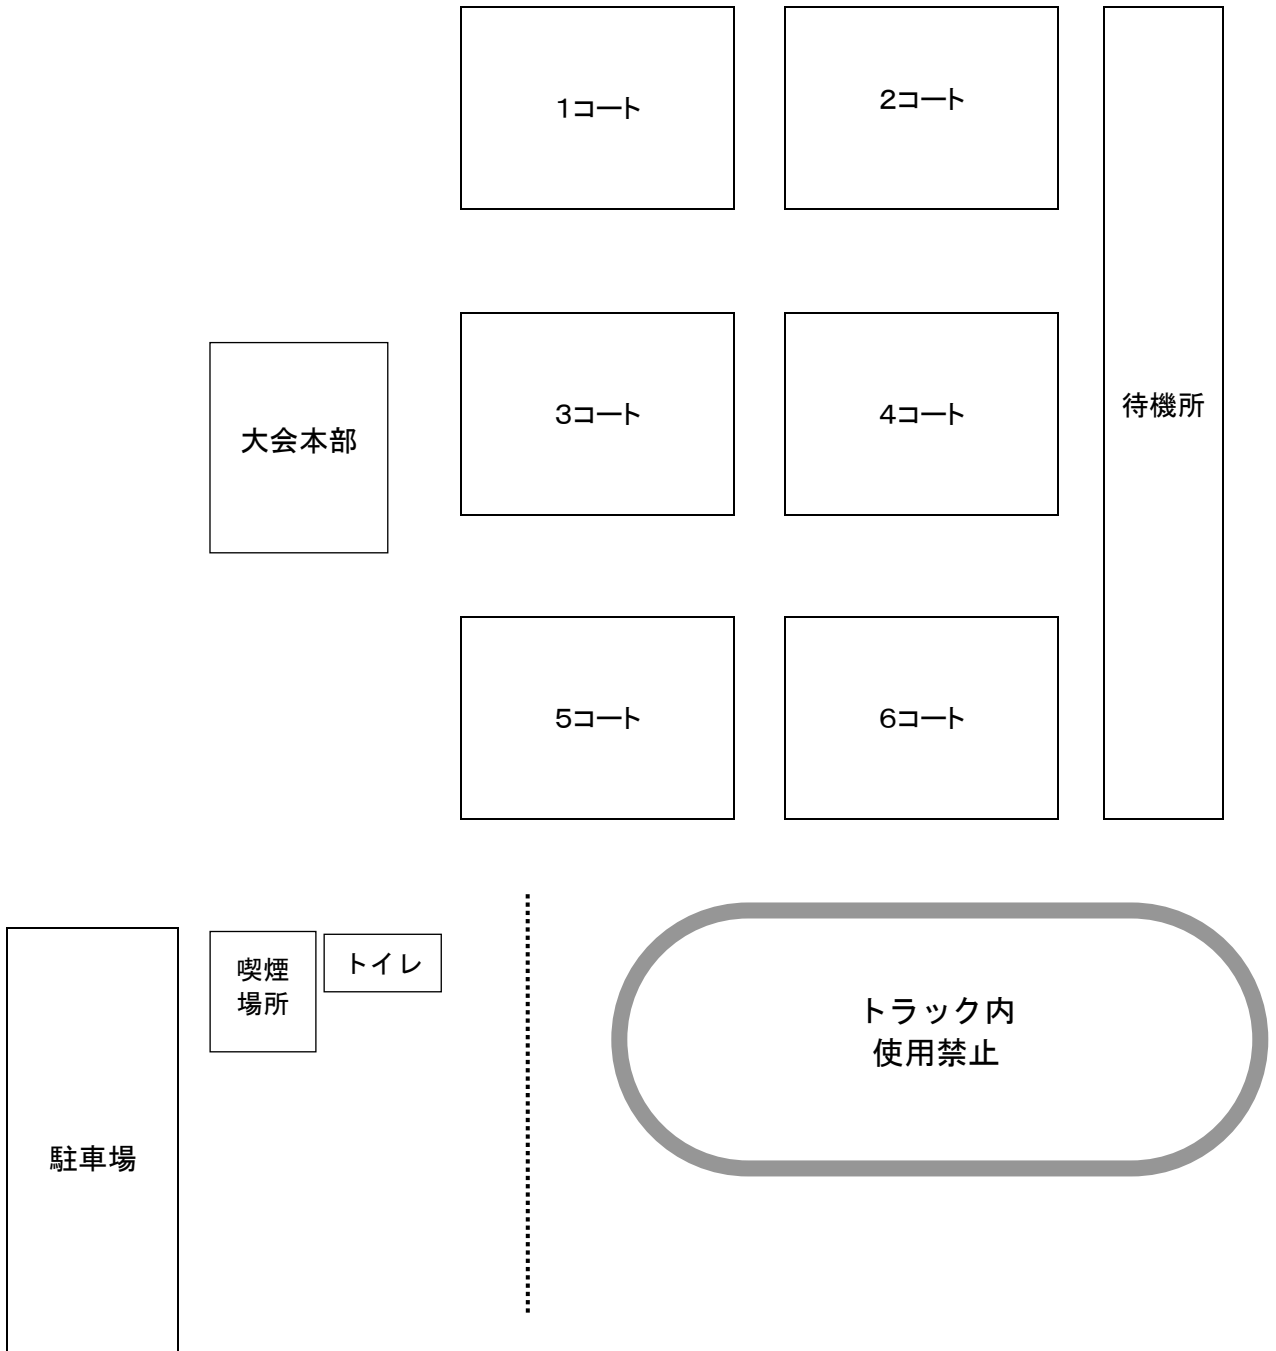 1コート
2コート
3コート
4コート
待機所
大会本部
5コート
6コート
喫煙
場所
トイレ
トラック内
使用禁止
駐車場